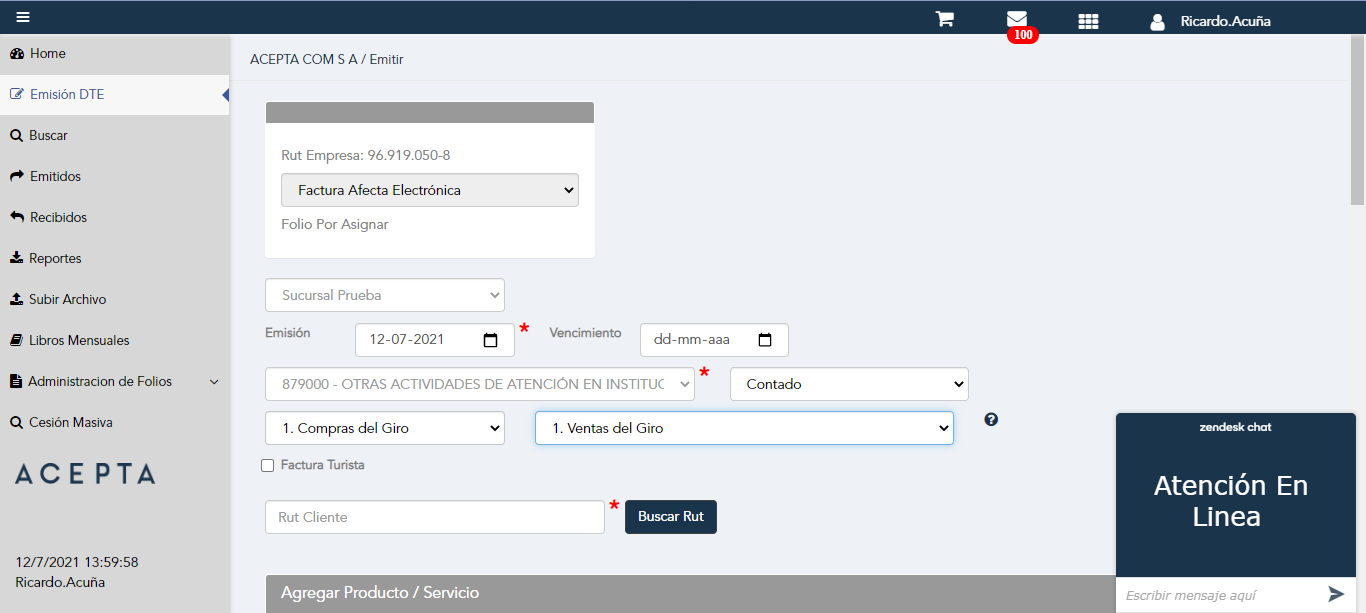 Ricardo.Acuña
100
Home
Emisión DTE
Buscar
Emitidos
Recibidos
Reportes
Subir Archivo
Libros Mensuales
Administracion de Folios
Cesión Masiva
ACEPTA
12/7/2021 13:59:58
Ricardo.Acuña
ACEPTA COM S A / Emitir
Rut Empresa: 96.919.050-8
Factura Afecta Electrónica
Folio Por Asignar
Sucursal Prueba
Emisión 12-07-2021 * Vencimiento dd-mm-aaa
879000 - OTRAS ACTIVIDADES DE ATENCIÓN EN INSTITUC * Contado
1. Compras del Giro 1. Ventas del Giro ?
Factura Turista
Rut Cliente * Buscar Rut
Agregar Producto / Servicio
zendesk chat
Atención En
Linea
Escribir mensaje aquí